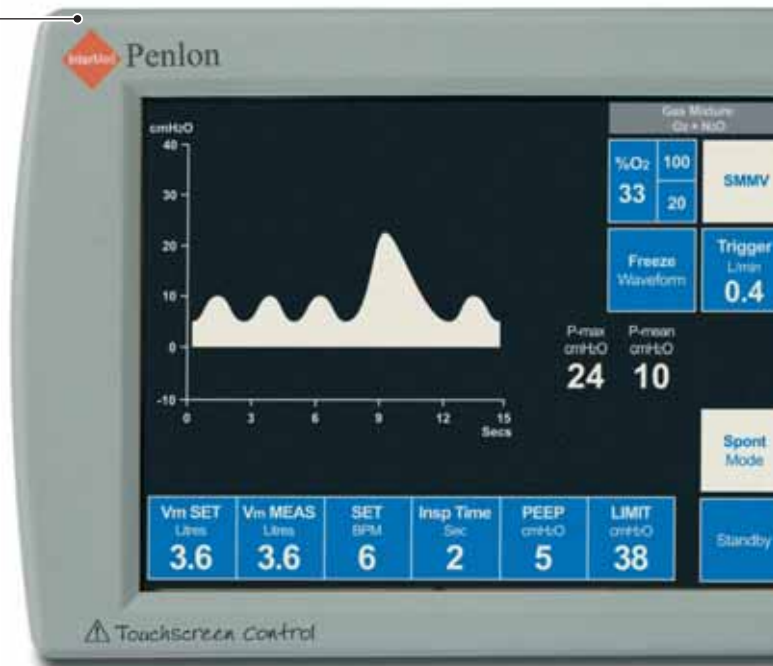 InterMed
Penlon
cmH2O
40
30
20
10
0
-10
0 3 6 9 12 15
Secs
Gas Mixture
O2 + N2O
%O2 100
33 20
SMMV
Freeze
Waveform
Trigger
L/min
0.4
P-max P-mean
cmH2O cmH2O
24 10
Spont
Mode
Vm SET Vm MEAS SET Insp Time PEEP LIMIT
Litres Litres BPM Sec cmH2O cmH2O
3.6 3.6 6 2 5 38
Standby
Touchscreen Control